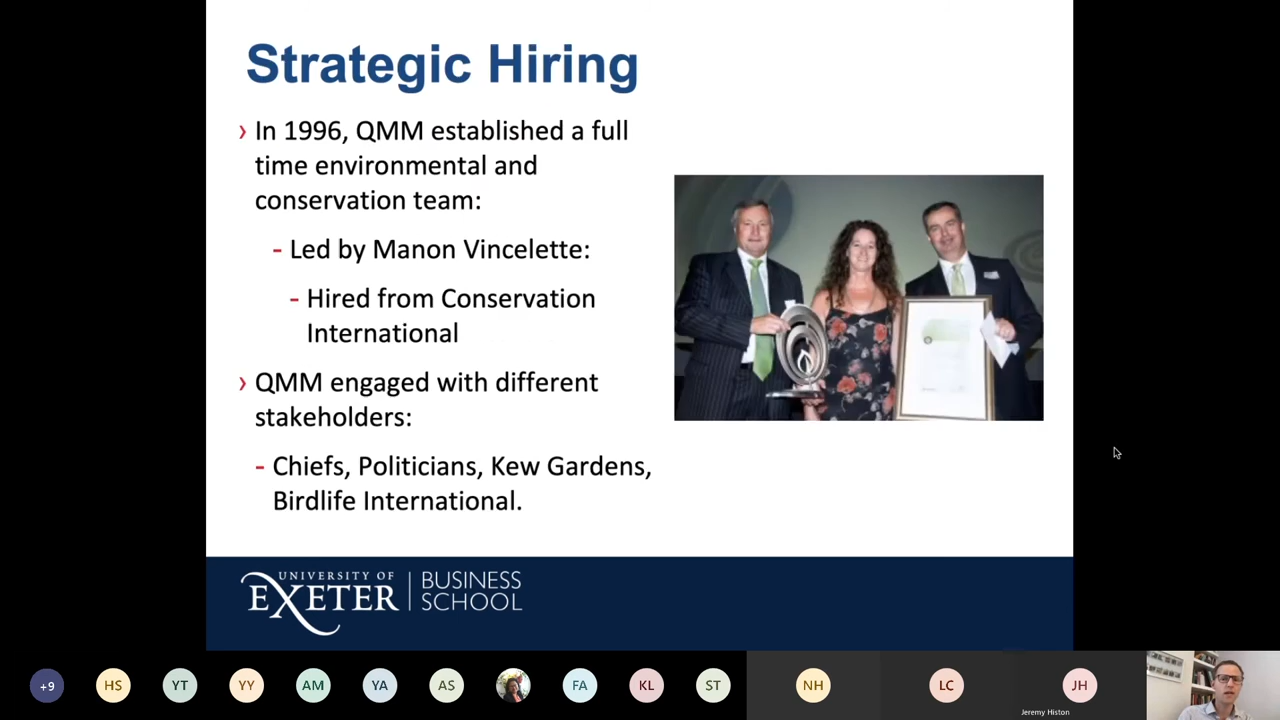 Strategic Hiring
› In 1996, QMM established a full
time environmental and
conservation team:
- Led by Manon Vincelette:
- Hired from Conservation
International
› QMM engaged with different
stakeholders:
- Chiefs, Politicians, Kew Gardens,
Birdlife International.
UNIVERSITY OF
EXETER
BUSINESS
SCHOOL
+9
HS
YT
YY
AM
YA
AS
FA
KL
ST
NH
LC
JH
Jeremy Histon